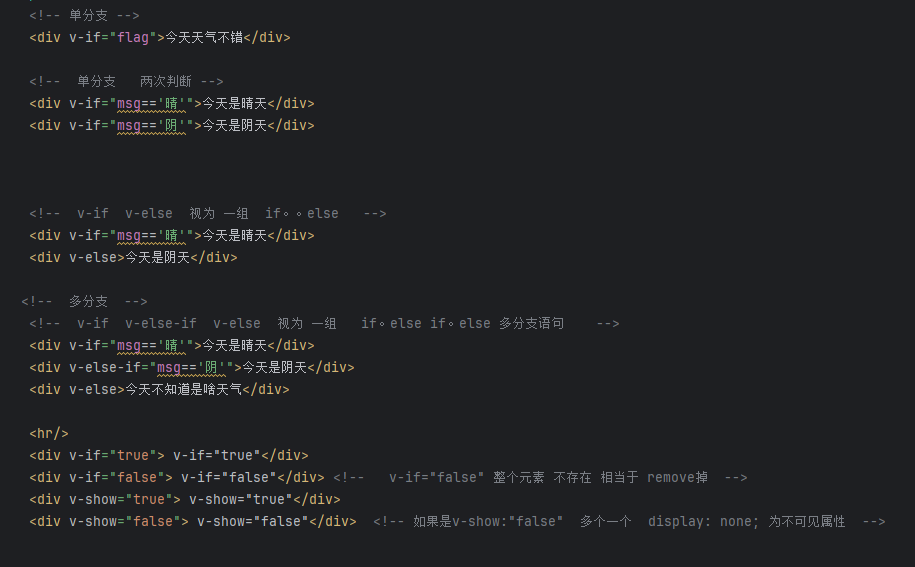 <!-- 单分支 -->
<div v-if="flag">今天天气不错</div>
<!--  单分支   两次判断 -->
<div v-if="msg=='晴'">今天是晴天</div>
<div v-if="msg=='阴'">今天是阴天</div>
<!--  v-if  v-else  视为 一组  if。。else   -->
<div v-if="msg=='晴'">今天是晴天</div>
<div v-else>今天是阴天</div>
<!--  多分支  -->
<!--  v-if  v-else-if  v-else  视为 一组   if。else if。else 多分支语句    -->
<div v-if="msg=='晴'">今天是晴天</div>
<div v-else-if="msg=='阴'">今天是阴天</div>
<div v-else>今天不知道是啥天气</div>
<hr/>
<div v-if="true"> v-if="true"</div>
<div v-if="false"> v-if="false"</div> <!--   v-if="false" 整个元素 不存在 相当于 remove掉  -->
<div v-show="true"> v-show="true"</div>
<div v-show="false"> v-show="false"</div>  <!-- 如果是v-show:"false"  多个一个  display: none; 为不可见属性  -->